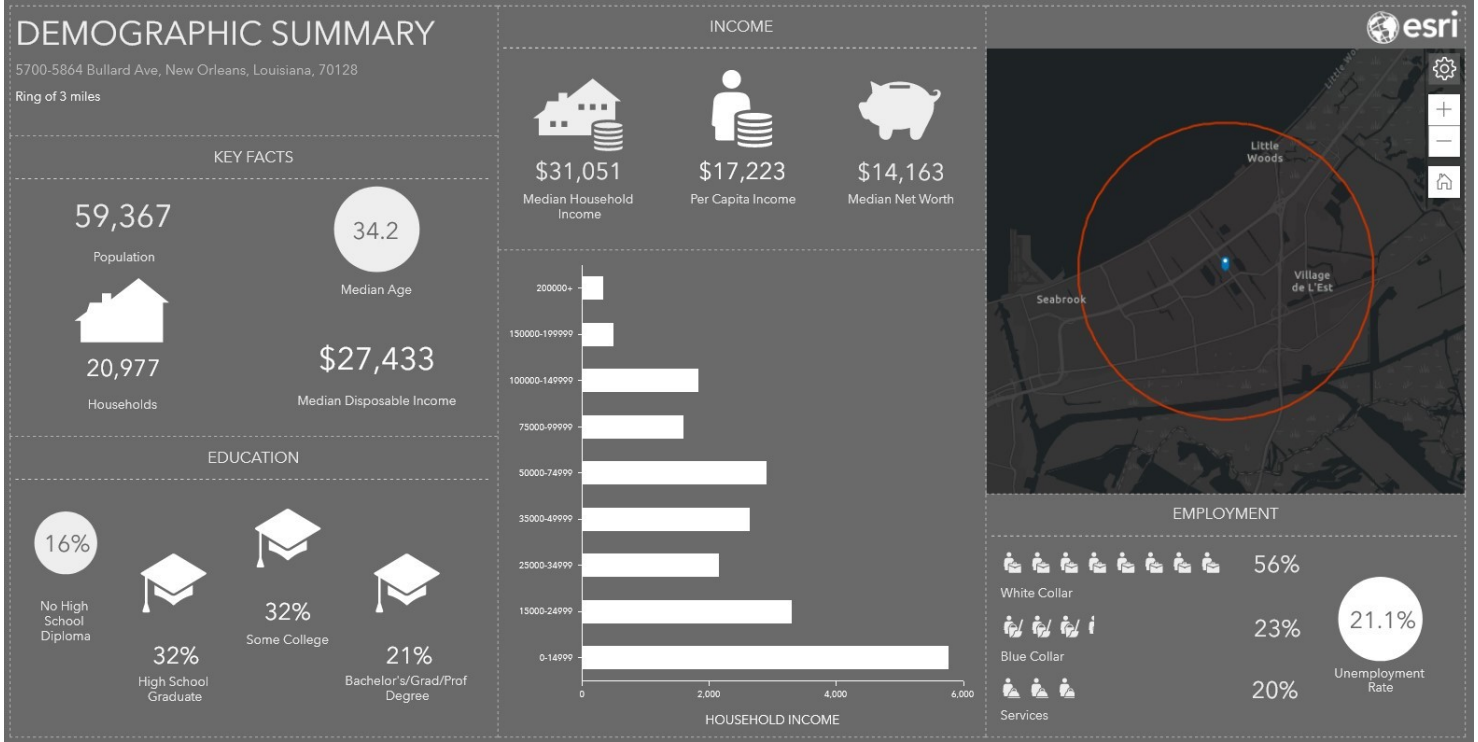 DEMOGRAPHIC SUMMARY
5700-5864 Bullard Ave, New Orleans, Louisiana, 70128
Ring of 3 miles
KEY FACTS
59,367
Population
34.2
Median Age
20,977
Households
$27,433
Median Disposable Income
EDUCATION
16%
No High
School
Diploma
32%
High School
Graduate
32%
Some College
21%
Bachelor's/Grad/Prof
Degree
INCOME
$31,051
Median Household
Income
$17,223
Per Capita Income
$14,163
Median Net Worth
200000+
150000-199999
100000-149999
75000-99999
50000-74999
35000-49999
25000-34999
15000-24999
0-14999
0 2,000 4,000 6,000
HOUSEHOLD INCOME
esri
Little Wo
Little
Woods
Village
de L'Est
Seabrook
EMPLOYMENT
56%
White Collar
23%
Blue Collar
20%
Services
21.1%
Unemployment
Rate